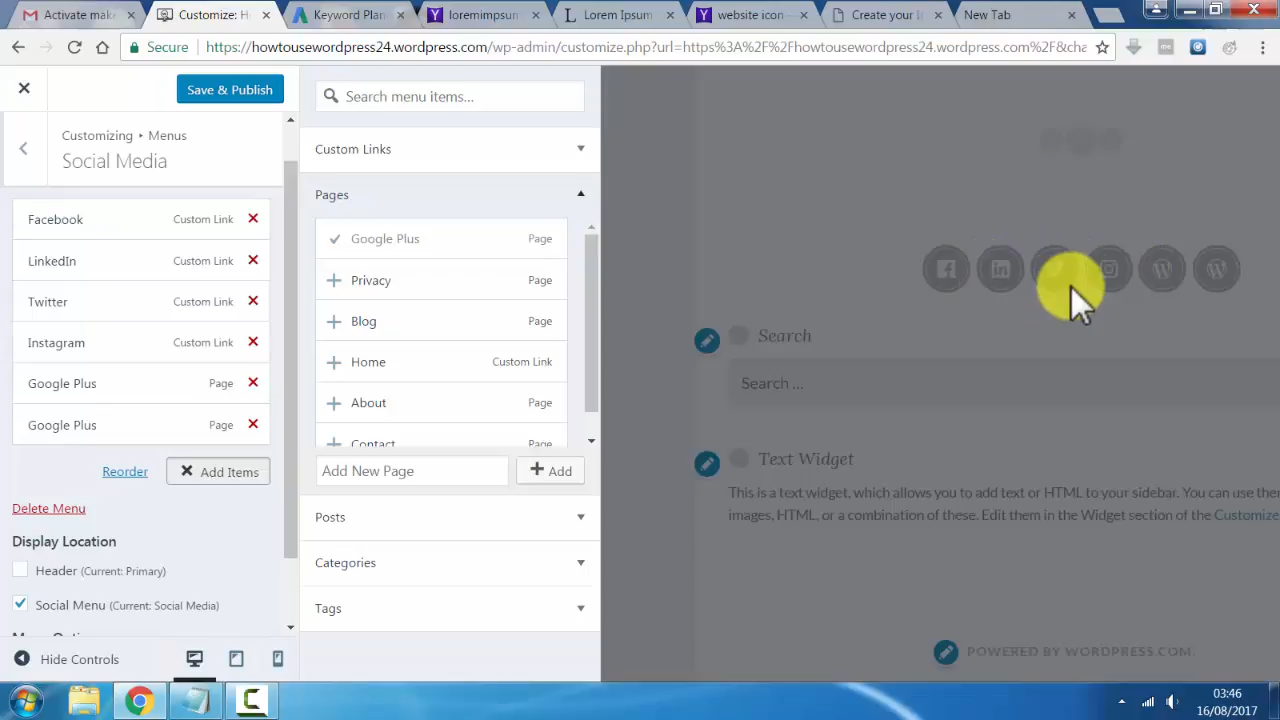 Activate make
Customize: H
Keyword Plan
loremipsum
Lorem Ipsum
website icon
Create your I
New Tab
Secure
https://howtousewordpress24.wordpress.com/wp-admin/customize.php?url=https%3A%2F%2Fhowtousewordpress24.wordpress.com%2F&cha
Save & Publish
Customizing ▸ Menus
Social Media
Facebook Custom Link
LinkedIn Custom Link
Twitter Custom Link
Instagram Custom Link
Google Plus Page
Google Plus Page
Reorder
Add Items
Delete Menu
Display Location
Header (Current: Primary)
Social Menu (Current: Social Media)
Hide Controls
Search menu items...
Custom Links
Pages
Google Plus Page
Privacy Page
Blog Page
Home Custom Link
About Page
Contact Page
Add New Page
Add
Posts
Categories
Tags
Search
Search ...
Text Widget
This is a text widget, which allows you to add text or HTML to your sidebar. You can use them
images, HTML, or a combination of these. Edit them in the Widget section of the Customize
POWERED BY WORDPRESS.COM.
03:46
16/08/2017